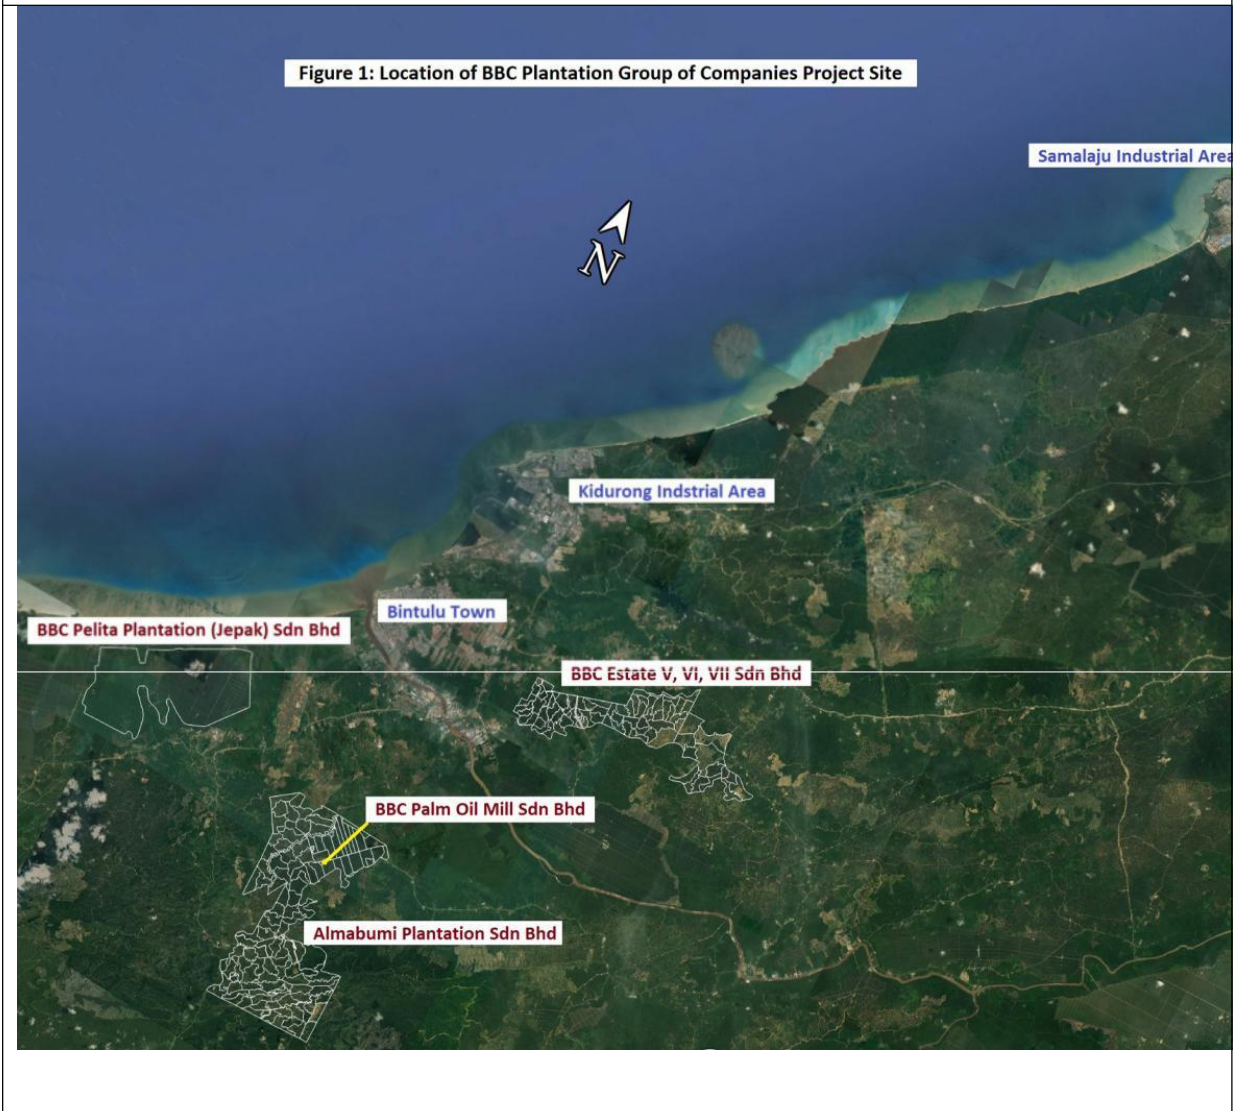 Figure 1: Location of BBC Plantation Group of Companies Project Site
Samalaju Industrial Area
N
Kidurong Indstrial Area
Bintulu Town
BBC Pelita Plantation (Jepak) Sdn Bhd
BBC Estate V, VI, VII Sdn Bhd
BBC Palm Oil Mill Sdn Bhd
Almabumi Plantation Sdn Bhd